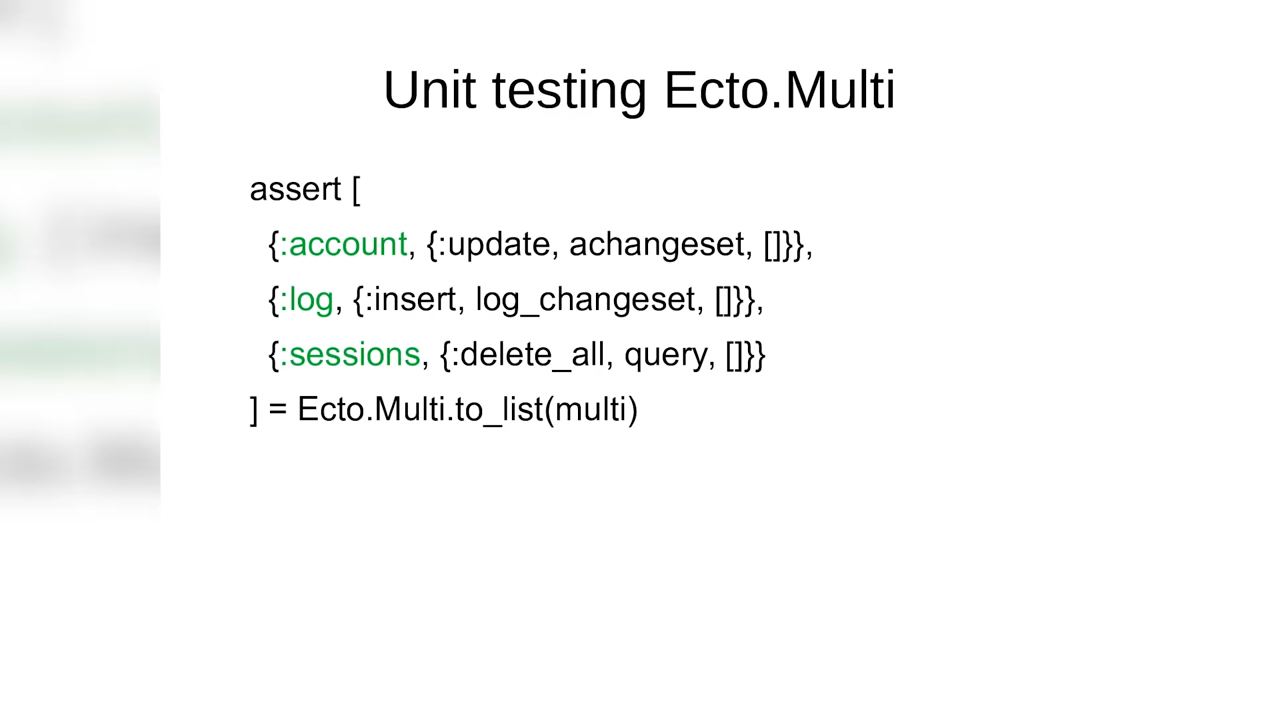 Unit testing Ecto.Multi
assert [
{:account, {:update, achangeset, []}},
{:log, {:insert, log_changeset, []}},
{:sessions, {:delete_all, query, []}}
] = Ecto.Multi.to_list(multi)